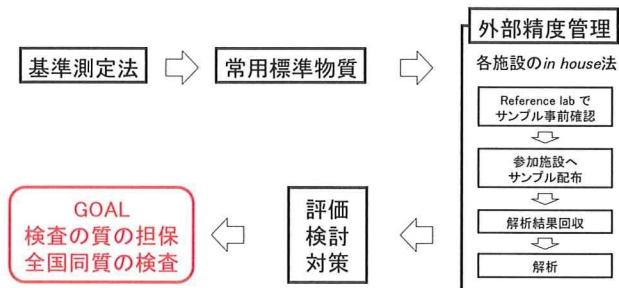 基準測定法
常用標準物質
外部精度管理
各施設のin house法
Reference lab で
サンプル事前確認
参加施設へ
サンプル配布
解析結果回収
解析
評価
検討
対策
GOAL
検査の質の担保
全国同質の検査